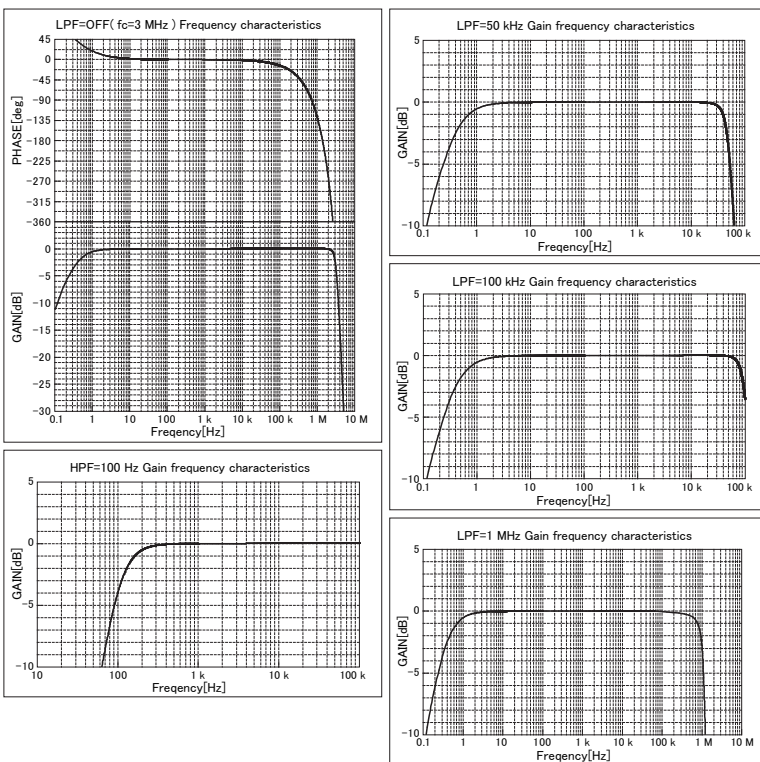 LPF=OFF( fc=3 MHz ) Frequency characteristics
45
0
-45
-90
-135
-180
-225
-270
-315
-360
PHASE[deg]
0
-5
-10
-15
-20
-25
-30
GAIN[dB]
0.1 1 10 100 1 k 10 k 100 k 1 M 10 M
Freqency[Hz]
HPF=100 Hz Gain frequency characteristics
5
0
-5
-10
GAIN[dB]
10 100 1 k 10 k 100 k
Freqency[Hz]
LPF=50 kHz Gain frequency characteristics
5
0
-5
-10
GAIN[dB]
0.1 1 10 100 1 k 10 k 100 k
Freqency[Hz]
LPF=100 kHz Gain frequency characteristics
5
0
-5
-10
GAIN[dB]
0.1 1 10 100 1 k 10 k 100 k
Freqency[Hz]
LPF=1 MHz Gain frequency characteristics
5
0
-5
-10
GAIN[dB]
0.1 1 10 100 1 k 10 k 100 k 1 M 10 M
Freqency[Hz]